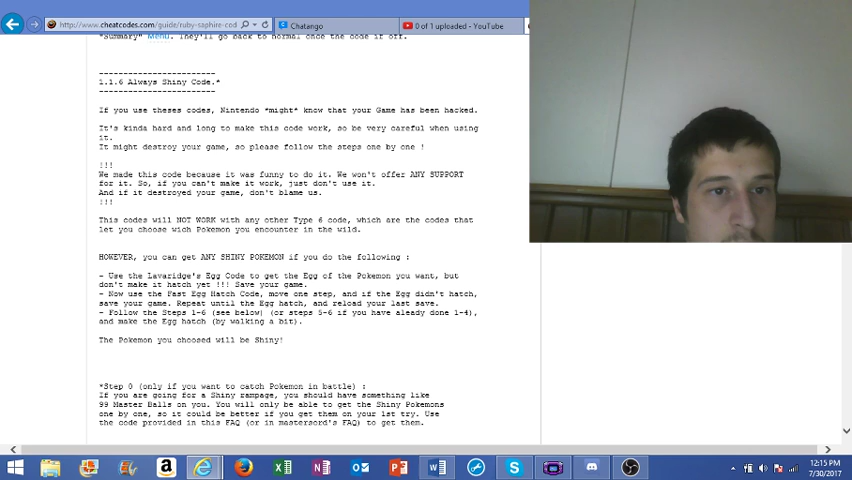 http://www.cheatcodes.com/guide/ruby-saphire-cod
Chatango
0 of 1 uploaded - YouTube
"Summary" Menu. They'll go back to normal once the code if off.
------------------------
1.1.6 Always Shiny Code.*
------------------------
If you use theses codes, Nintendo *might* know that your Game has been hacked.
It's kinda hard and long to make this code work, so be very careful when using
it.
It might destroy your game, so please follow the steps one by one !
!!!
We made this code because it was funny to do it. We won't offer ANY SUPPORT
for it. So, if you can't make it work, just don't use it.
And if it destroyed your game, don't blame us.
!!!
This codes will NOT WORK with any other Type 6 code, which are the codes that
let you choose wich Pokemon you encounter in the wild.
HOWEVER, you can get ANY SHINY POKEMON if you do the following :
- Use the Lavaridge's Egg Code to get the Egg of the Pokemon you want, but
don't make it hatch yet !!! Save your game.
- Now use the Fast Egg Hatch Code, move one step, and if the Egg didn't hatch,
save your game. Repeat until the Egg hatch, and reload your last save.
- Follow the Steps 1-6 (see below) (or steps 5-6 if you have aleady done 1-4),
and make the Egg hatch (by walking a bit).
The Pokemon you choosed will be Shiny!
*Step 0 (only if you want to catch Pokemon in battle) :
If you are going for a Shiny rampage, you should have something like
99 Master Balls on you. You will only be able to get the Shiny Pokemons
one by one, so it could be better if you get them on your 1st try. Use
the code provided in this FAQ (or in mastersord's FAQ) to get them.
12:15 PM
7/30/2017